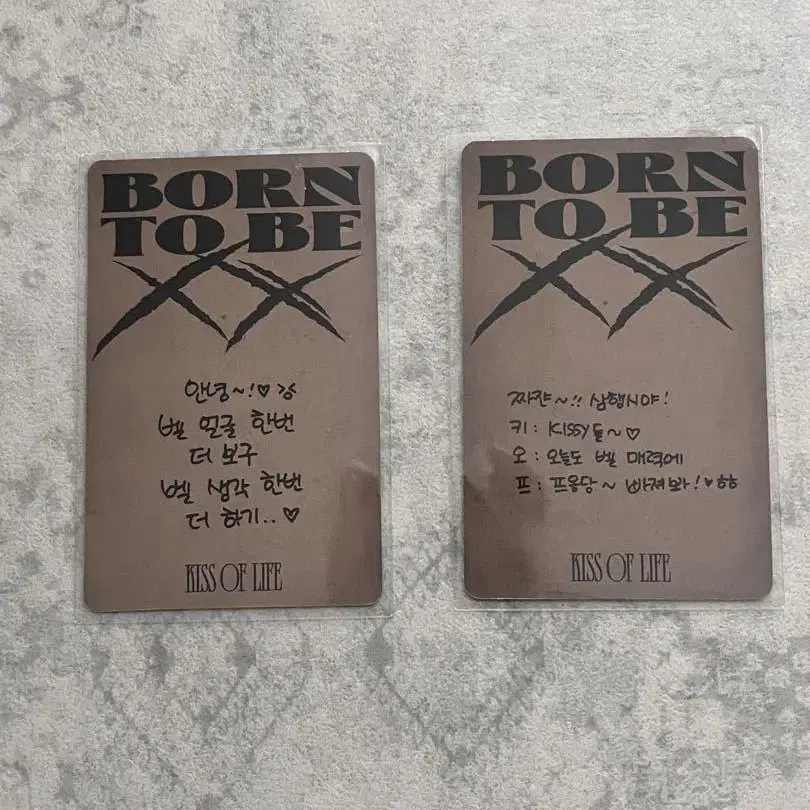 BORN
TO BE
XX
안녕~!♡ㅋㅋ
벨 얼굴 한번
더 보구
벨 생각 한번
더 하기..♡
KISS OF LIFE
BORN
TO BE
XX
짜쟌~!! 삼행시야!
키: KISSY들~♡
오: 오늘도 벨 매력에
프: 프옹당~ 빠져봐!♡ㅎㅎ
KISS OF LIFE